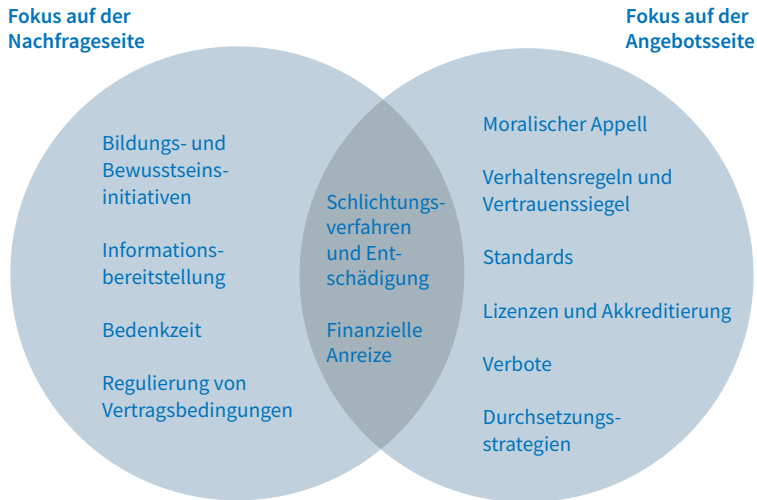 Fokus auf der
Nachfrageseite
Fokus auf der
Angebotsseite
Bildungs- und
Bewusstseins-
initiativen
Informations-
bereitstellung
Bedenkzeit
Regulierung von
Vertragsbedingungen
Schlichtungs-
verfahren
und Ent-
schädigung
Finanzielle
Anreize
Moralischer Appell
Verhaltensregeln und
Vertrauenssiegel
Standards
Lizenzen und Akkreditierung
Verbote
Durchsetzungs-
strategien